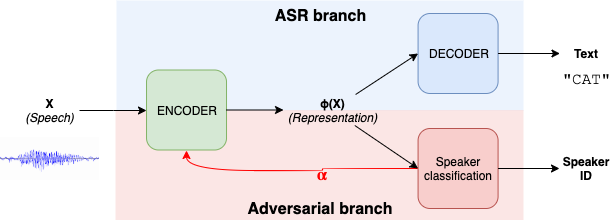 ASR branch
DECODER
Text
"CAT"
X
(Speech)
ENCODER
φ(X)
(Representation)
Speaker
classification
Speaker
ID
α
Adversarial branch